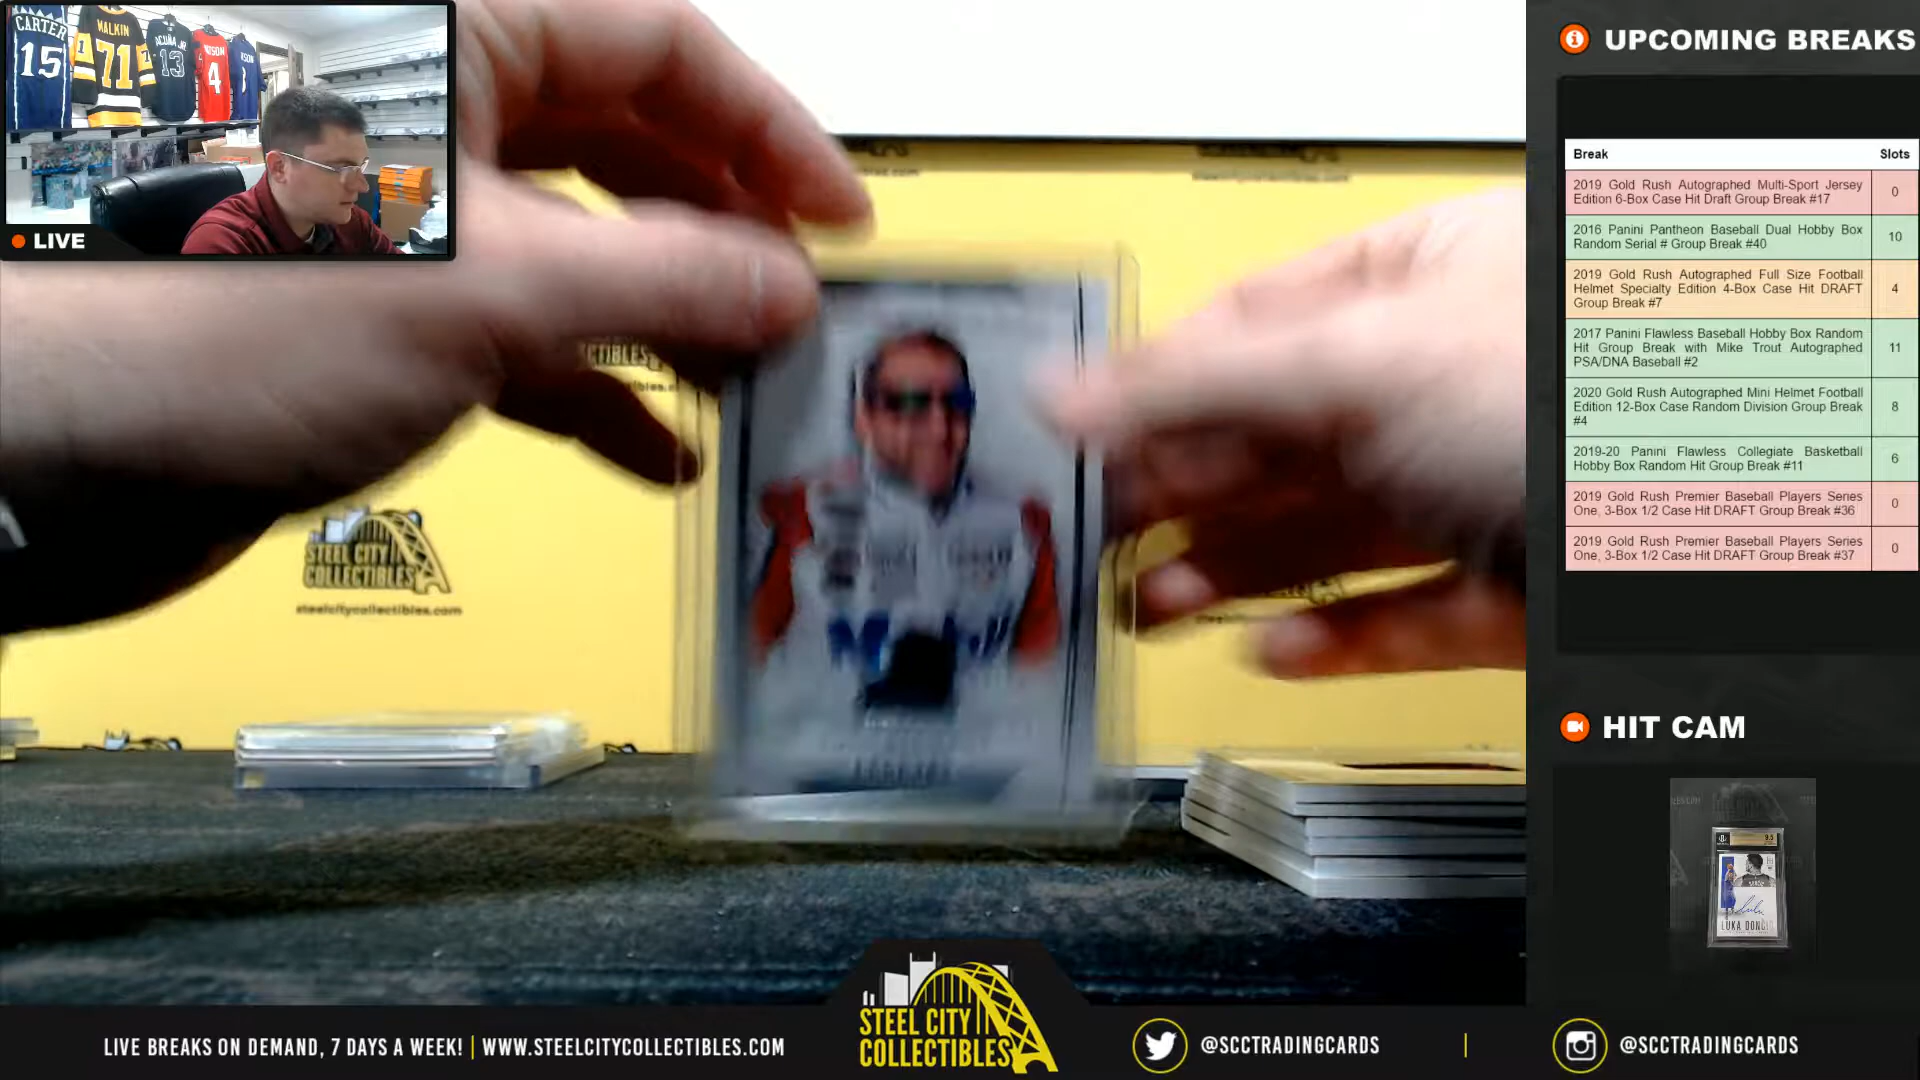 CARTER
15
MALKIN
71
ACUÑA JR
13
4
LIVE
STEEL CITY
COLLECTIBLES
steelcitycollectibles.com
UPCOMING BREAKS
Break Slots
2019 Gold Rush Autographed Multi-Sport Jersey
Edition 6-Box Case Hit Draft Group Break #17
0
2016 Panini Pantheon Baseball Dual Hobby Box
Random Serial # Group Break #40
10
2019 Gold Rush Autographed Full Size Football
Helmet Specialty Edition 4-Box Case Hit DRAFT
Group Break #7
4
2017 Panini Flawless Baseball Hobby Box Random
Hit Group Break with Mike Trout Autographed
PSA/DNA Baseball #2
11
2020 Gold Rush Autographed Mini Helmet Football
Edition 12-Box Case Random Division Group Break
#4
8
2019-20 Panini Flawless Collegiate Basketball
Hobby Box Random Hit Group Break #11
6
2019 Gold Rush Premier Baseball Players Series
One, 3-Box 1/2 Case Hit DRAFT Group Break #36
0
2019 Gold Rush Premier Baseball Players Series
One, 3-Box 1/2 Case Hit DRAFT Group Break #37
0
HIT CAM
9.5
LUKA DONČIĆ
LIVE BREAKS ON DEMAND, 7 DAYS A WEEK! | WWW.STEELCITYCOLLECTIBLES.COM
STEEL CITY
COLLECTIBLES
@SCCTRADINGCARDS
@SCCTRADINGCARDS